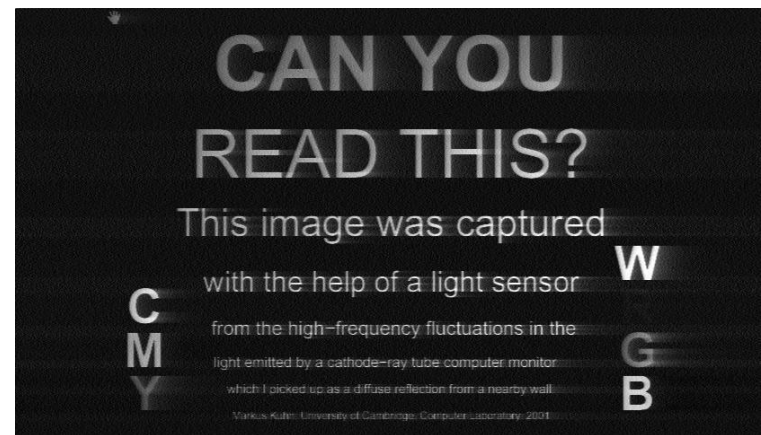 CAN YOU
READ THIS?
This image was captured
with the help of a light sensor
from the high-frequency fluctuations in the
light emitted by a cathode-ray tube computer monitor
which I picked up as a diffuse reflection from a nearby wall.
Markus Kuhn, University of Cambridge, Computer Laboratory, 2001
C
M
Y
W
R
G
B